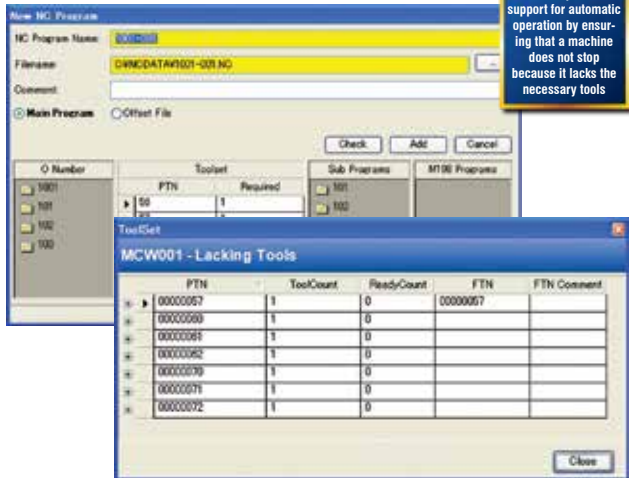 support for automatic
operation by ensur-
ing that a machine
does not stop
because it lacks the
necessary tools
New NC Program
NC Program Name:
Filename:
Comment:
Main Program Offset File
Check Add Cancel
O Number Toolset Sub Programs M198 Programs
PTN Required
1001
101
102
100
50 1
101
102
ToolSet
MCW001 - Lacking Tools
PTN ToolCount ReadyCount FTN FTN Comment
00000057 1 0 00000057
00000060 1 0
00000061 1 0
00000062 1 0
00000070 1 0
00000071 1 0
00000072 1 0
Close